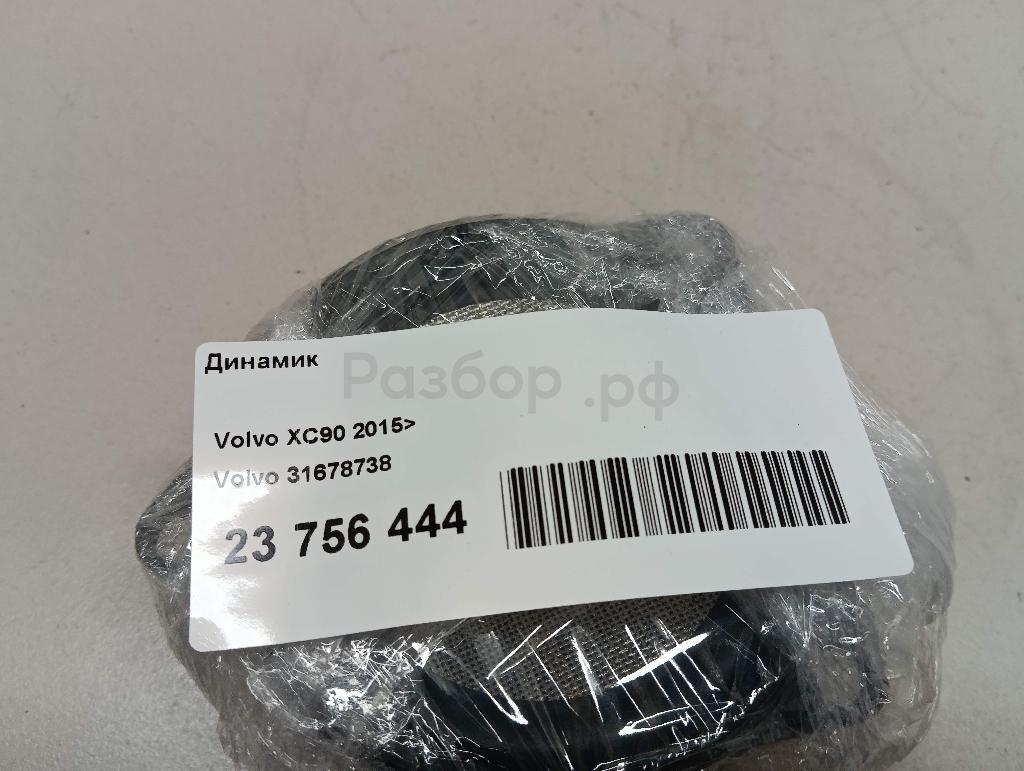 Динамик
Разбор.рф
Volvo XC90 2015>
Volvo 31678738
23 756 444